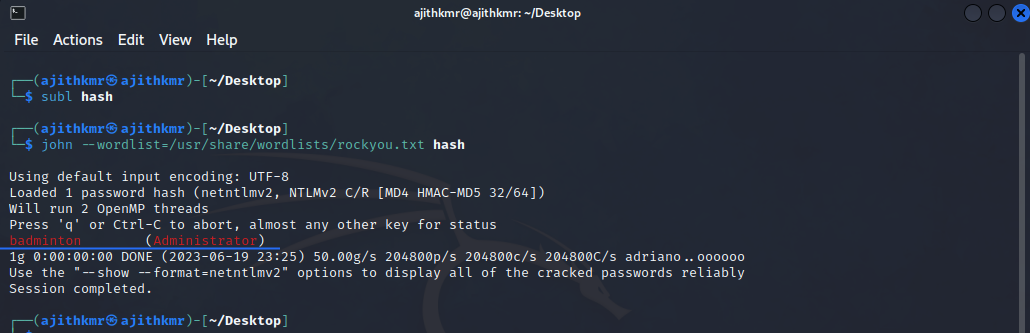 ajithkmr@ajithkmr: ~/Desktop
File Actions Edit View Help
┌──(ajithkmr㉿ajithkmr)-[~/Desktop]
└─$ subl hash
┌──(ajithkmr㉿ajithkmr)-[~/Desktop]
└─$ john --wordlist=/usr/share/wordlists/rockyou.txt hash
Using default input encoding: UTF-8
Loaded 1 password hash (netntlmv2, NTLMv2 C/R [MD4 HMAC-MD5 32/64])
Will run 2 OpenMP threads
Press 'q' or Ctrl-C to abort, almost any other key for status
badminton        (Administrator)
1g 0:00:00:00 DONE (2023-06-19 23:25) 50.00g/s 204800p/s 204800c/s 204800C/s adriano..oooooo
Use the "--show --format=netntlmv2" options to display all of the cracked passwords reliably
Session completed.
┌──(ajithkmr㉿ajithkmr)-[~/Desktop]